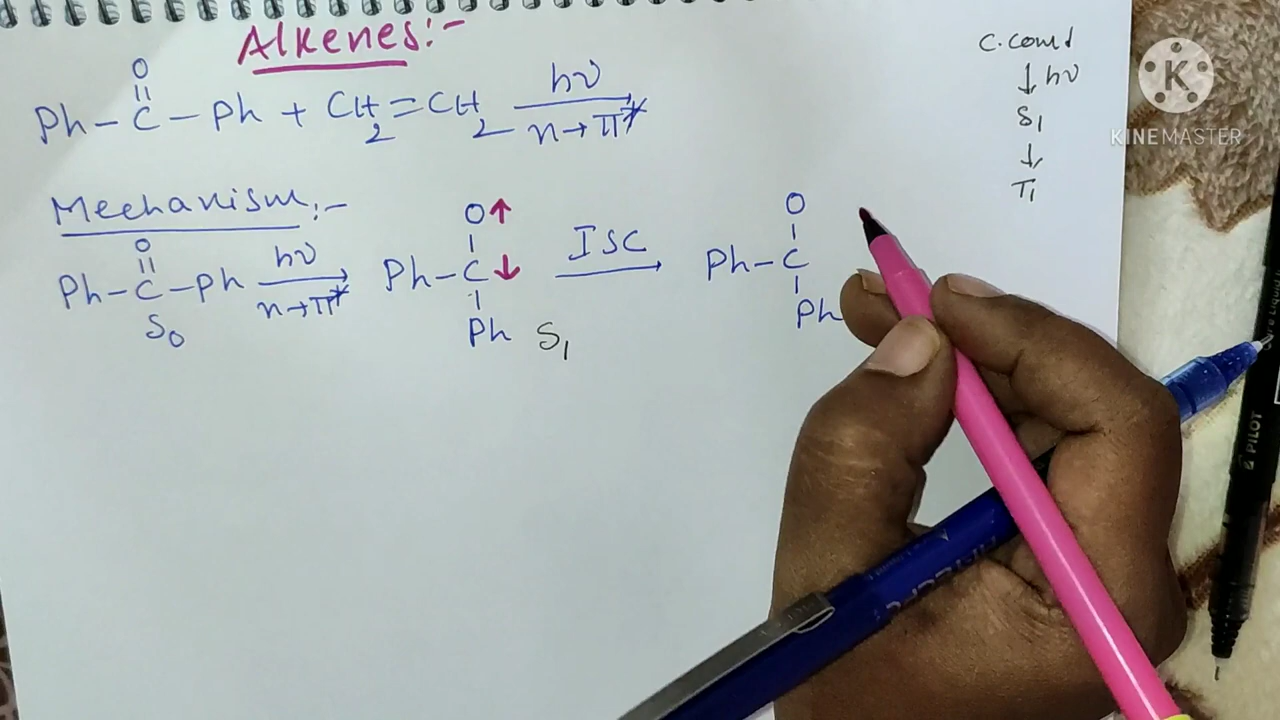 Alkenes:-
O
||
Ph-C-Ph + CH2=CH2 hν n→π*
C. Comd
↓ hν
S1
↓
T1
KINEMASTER
Mechanism:-
O
||
Ph-C-Ph hν n→π*
S0
O↑
|
Ph-C↓ ISC
|
Ph S1
O
|
Ph-C
|
Ph
PILOT